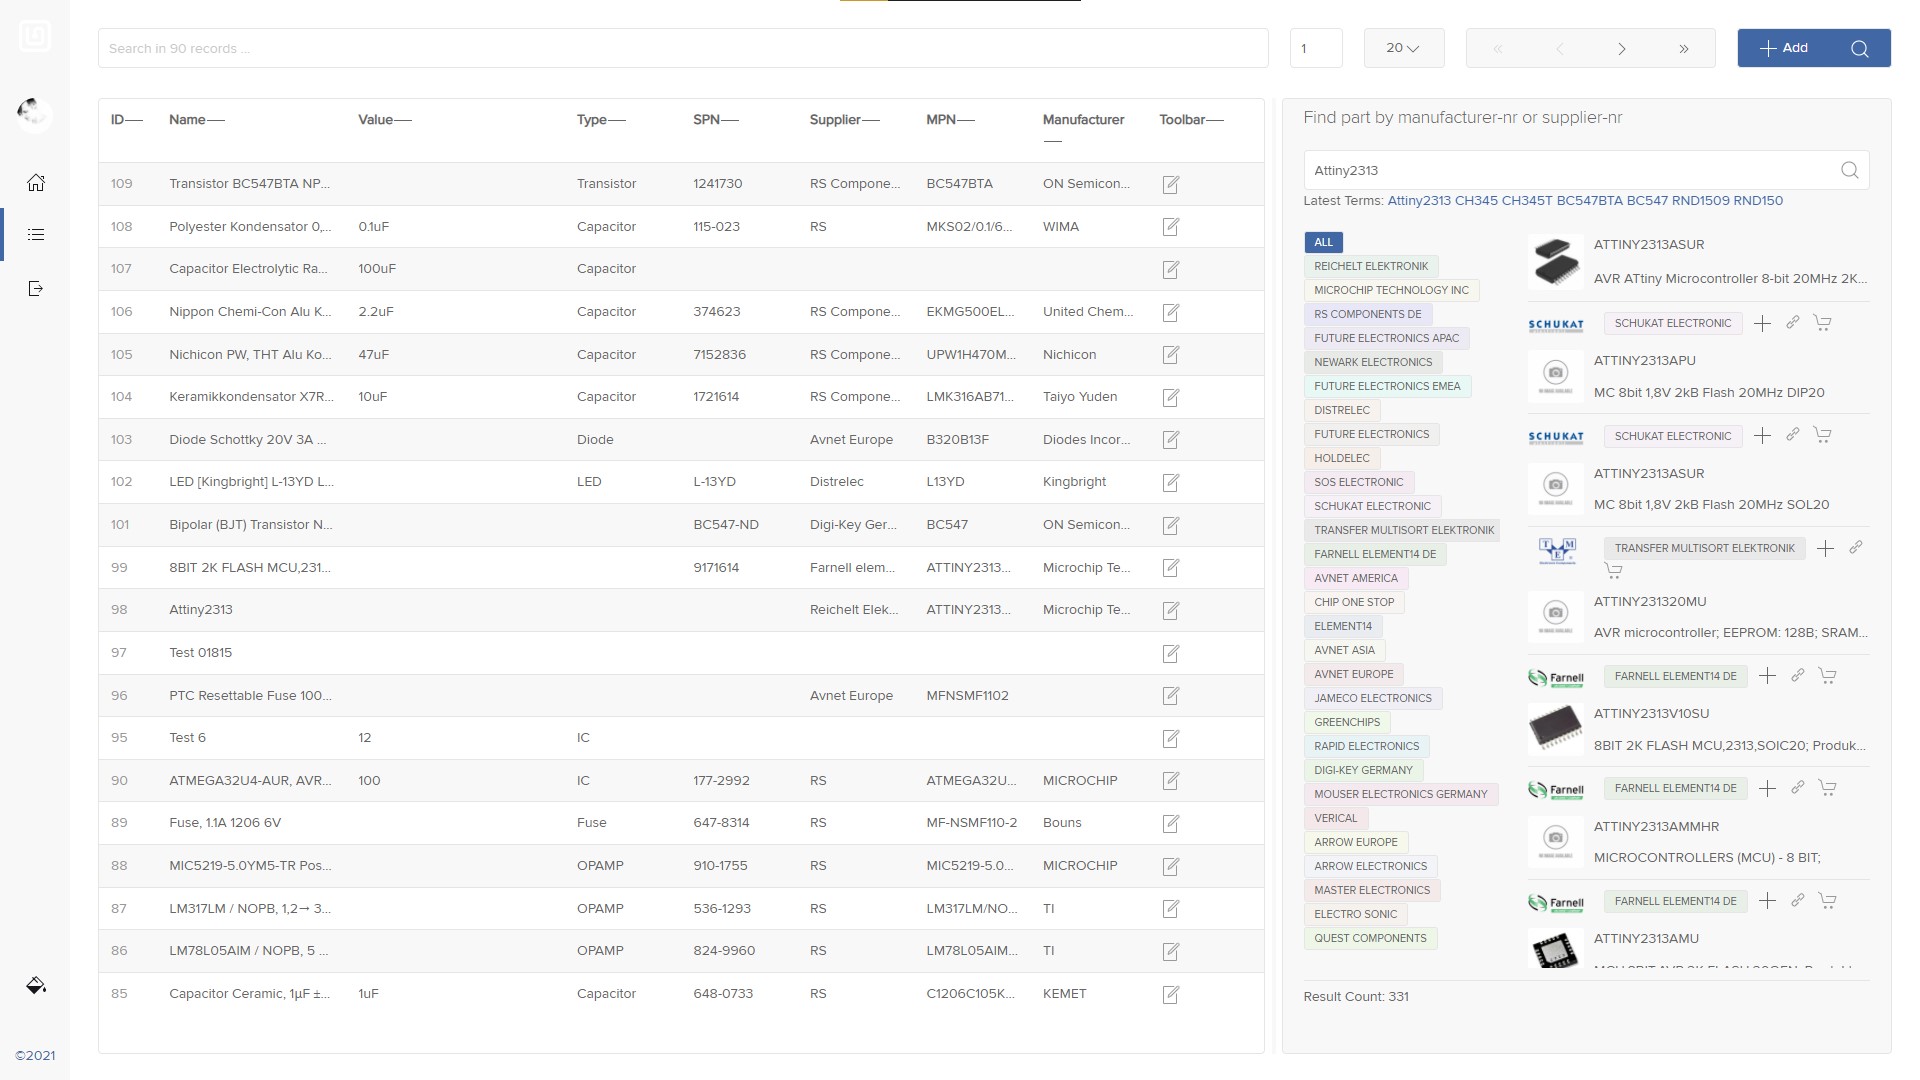 Search in 90 records ...
1
20
Add
ID Name Value Type SPN Supplier MPN Manufacturer Toolbar
109 Transistor BC547BTA NP... Transistor 1241730 RS Compone... BC547BTA ON Semicon...
108 Polyester Kondensator 0,... 0.1uF Capacitor 115-023 RS MKS02/0.1/6... WIMA
107 Capacitor Electrolytic Ra... 100uF Capacitor
106 Nippon Chemi-Con Alu K... 2.2uF Capacitor 374623 RS Compone... EKMG500EL... United Chem...
105 Nichicon PW, THT Alu Ko... 47uF Capacitor 7152836 RS Compone... UPW1H470M... Nichicon
104 Keramikkondensator X7R... 10uF Capacitor 1721614 RS Compone... LMK316AB71... Taiyo Yuden
103 Diode Schottky 20V 3A ... Diode Avnet Europe B320B13F Diodes Incor...
102 LED [Kingbright] L-13YD L... LED L-13YD Distrelec L13YD Kingbright
101 Bipolar (BJT) Transistor N... BC547-ND Digi-Key Ger... BC547 ON Semicon...
99 8BIT 2K FLASH MCU,231... 9171614 Farnell elem... ATTINY2313... Microchip Te...
98 Attiny2313 Reichelt Elek... ATTINY2313... Microchip Te...
97 Test 01815
96 PTC Resettable Fuse 100... Avnet Europe MFNSMF1102
95 Test 6 12 IC
90 ATMEGA32U4-AUR, AVR... 100 IC 177-2992 RS ATMEGA32U... MICROCHIP
89 Fuse, 1.1A 1206 6V Fuse 647-8314 RS MF-NSMF110-2 Bouns
88 MIC5219-5.0YM5-TR Pos... OPAMP 910-1755 RS MIC5219-5.0... MICROCHIP
87 LM317LM / NOPB, 1,2→ 3... OPAMP 536-1293 RS LM317LM/NO... TI
86 LM78L05AIM / NOPB, 5 ... OPAMP 824-9960 RS LM78L05AIM... TI
85 Capacitor Ceramic, 1µF ±... 1uF Capacitor 648-0733 RS C1206C105K... KEMET
©2021
Find part by manufacturer-nr or supplier-nr
Attiny2313
Latest Terms: Attiny2313 CH345 CH345T BC547BTA BC547 RND1509 RND150
ALL
REICHELT ELEKTRONIK
MICROCHIP TECHNOLOGY INC
RS COMPONENTS DE
FUTURE ELECTRONICS APAC
NEWARK ELECTRONICS
FUTURE ELECTRONICS EMEA
DISTRELEC
FUTURE ELECTRONICS
HOLDELEC
SOS ELECTRONIC
SCHUKAT ELECTRONIC
TRANSFER MULTISORT ELEKTRONIK
FARNELL ELEMENT14 DE
AVNET AMERICA
CHIP ONE STOP
ELEMENT14
AVNET ASIA
AVNET EUROPE
JAMECO ELECTRONICS
GREENCHIPS
RAPID ELECTRONICS
DIGI-KEY GERMANY
MOUSER ELECTRONICS GERMANY
VERICAL
ARROW EUROPE
ARROW ELECTRONICS
MASTER ELECTRONICS
ELECTRO SONIC
QUEST COMPONENTS
ATTINY2313ASUR
AVR ATtiny Microcontroller 8-bit 20MHz 2K...
SCHUKAT SCHUKAT ELECTRONIC
ATTINY2313APU
MC 8bit 1,8V 2kB Flash 20MHz DIP20
SCHUKAT SCHUKAT ELECTRONIC
ATTINY2313ASUR
MC 8bit 1,8V 2kB Flash 20MHz SOL20
TME TRANSFER MULTISORT ELEKTRONIK
ATTINY231320MU
AVR microcontroller; EEPROM: 128B; SRAM...
Farnell FARNELL ELEMENT14 DE
ATTINY2313V10SU
8BIT 2K FLASH MCU,2313,SOIC20; Produk...
Farnell FARNELL ELEMENT14 DE
ATTINY2313AMMHR
MICROCONTROLLERS (MCU) - 8 BIT;
Farnell FARNELL ELEMENT14 DE
ATTINY2313AMU
Result Count: 331